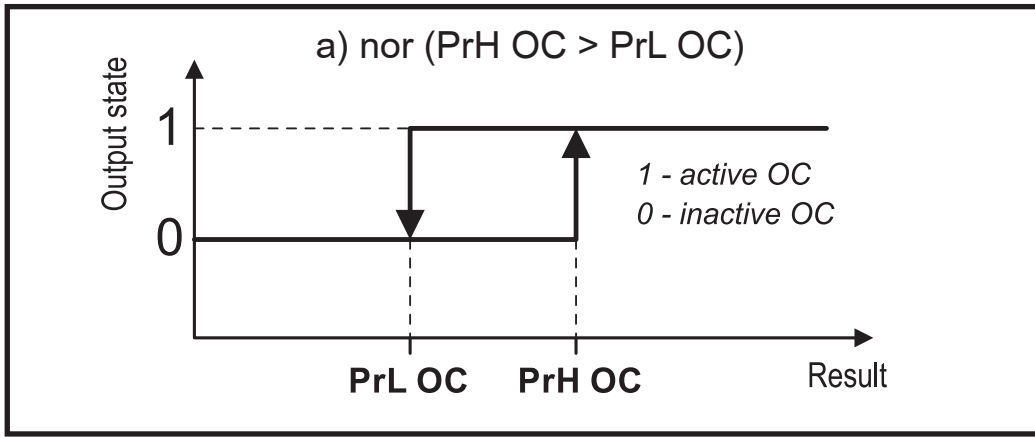 a) nor (PrH OC > PrL OC)
Output state
1
0
1 - active OC
0 - inactive OC
PrL OC
PrH OC
Result